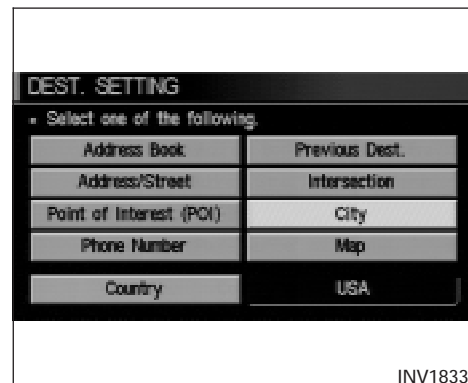 DEST. SETTING
▪ Select one of the following.
Address Book Previous Dest.
Address/Street Intersection
Point of Interest (POI) City
Phone Number Map
Country USA
INV1833